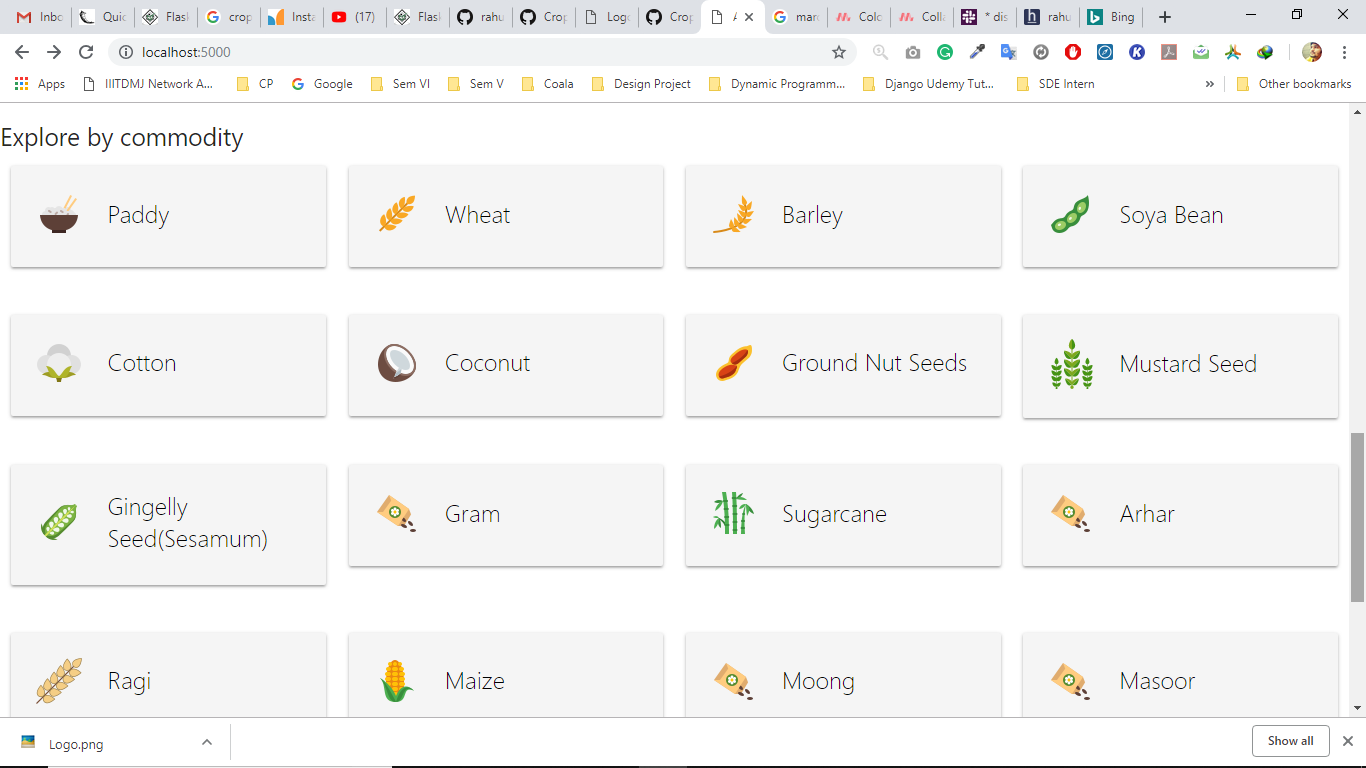 Inbo
Quic
Flask
crop
Insta
(17)
Flask
rahu
Crop
Logo
Crop
mar
Colo
Colla
* dis
rahu
Bing
localhost:5000
Apps
IIITDMJ Network A...
CP
Google
Sem VI
Sem V
Coala
Design Project
Dynamic Programm...
Django Udemy Tut...
SDE Intern
»
Other bookmarks
Explore by commodity
Paddy
Wheat
Barley
Soya Bean
Cotton
Coconut
Ground Nut Seeds
Mustard Seed
Gingelly
Seed(Sesamum)
Gram
Sugarcane
Arhar
Ragi
Maize
Moong
Masoor
Logo.png
Show all